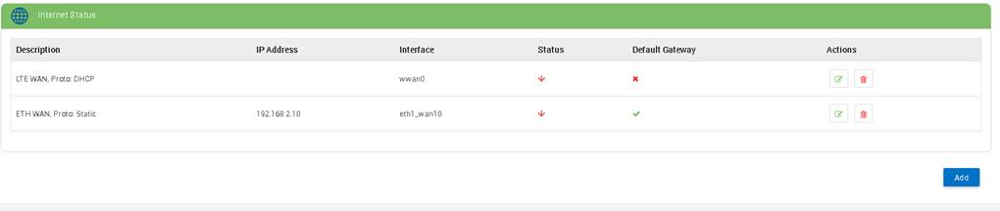 Internet Status
Description IP Address Interface Status Default Gateway Actions
LTE WAN, Proto: DHCP wwan0
ETH WAN, Proto: Static 192.168.2.10 eth1_wan10
Add